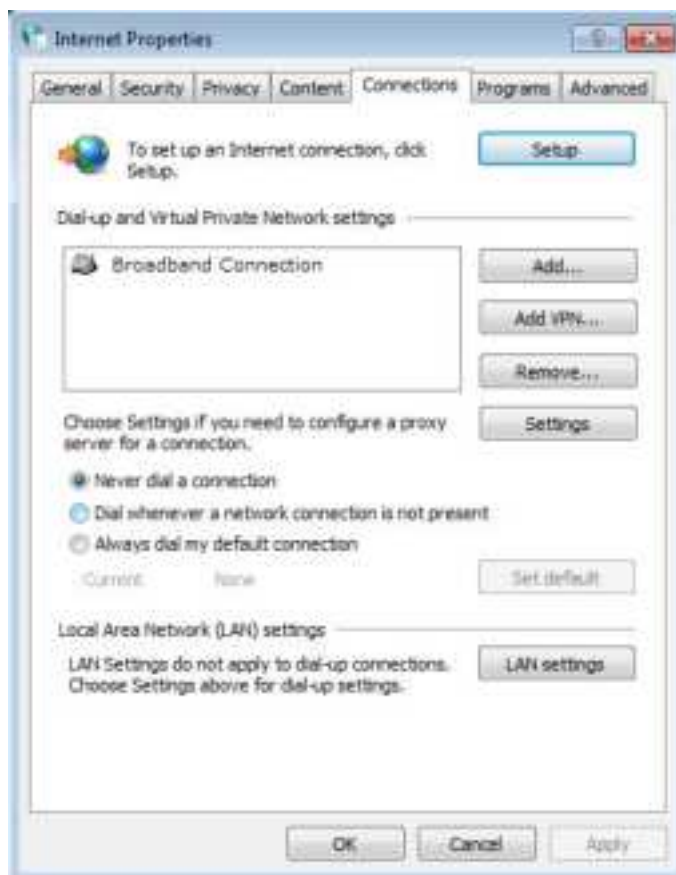 Internet Properties
General Security Privacy Content Connections Programs Advanced
To set up an Internet connection, click
Setup.
Setup
Dial-up and Virtual Private Network settings
Broadband Connection
Add...
Add VPN...
Remove...
Choose Settings if you need to configure a proxy
server for a connection.
Settings
Never dial a connection
Dial whenever a network connection is not present
Always dial my default connection
Current None
Set default
Local Area Network (LAN) settings
LAN Settings do not apply to dial-up connections.
Choose Settings above for dial-up settings.
LAN settings
OK Cancel Apply